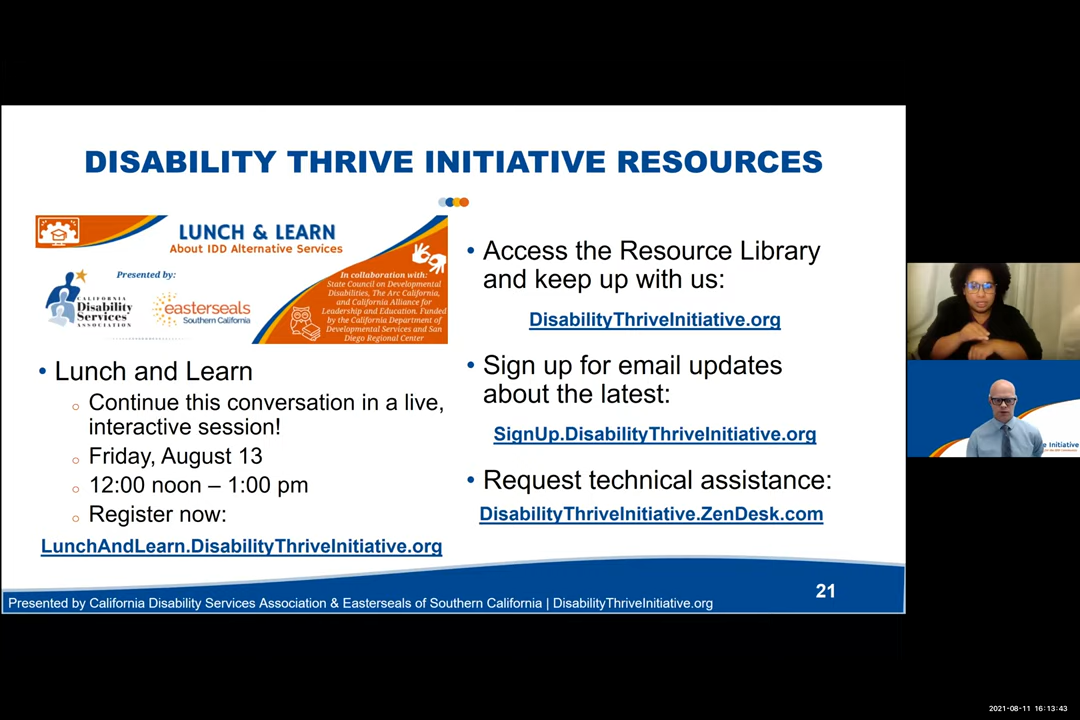 DISABILITY THRIVE INITIATIVE RESOURCES
LUNCH & LEARN
About IDD Alternative Services
Presented by:
CALIFORNIA
Disability
Services
ASSOCIATION
easterseals
Southern California
In collaboration with:
State Council on Developmental
Disabilities, The Arc California,
and California Alliance for
Leadership and Education. Funded
by the California Department of
Developmental Services and San
Diego Regional Center
• Lunch and Learn
o Continue this conversation in a live,
interactive session!
o Friday, August 13
o 12:00 noon – 1:00 pm
o Register now:
LunchAndLearn.DisabilityThriveInitiative.org
• Access the Resource Library
and keep up with us:
DisabilityThriveInitiative.org
• Sign up for email updates
about the latest:
SignUp.DisabilityThriveInitiative.org
• Request technical assistance:
DisabilityThriveInitiative.ZenDesk.com
Presented by California Disability Services Association & Easterseals of Southern California | DisabilityThriveInitiative.org
21
e Initiative
2021-08-11 16:13:43